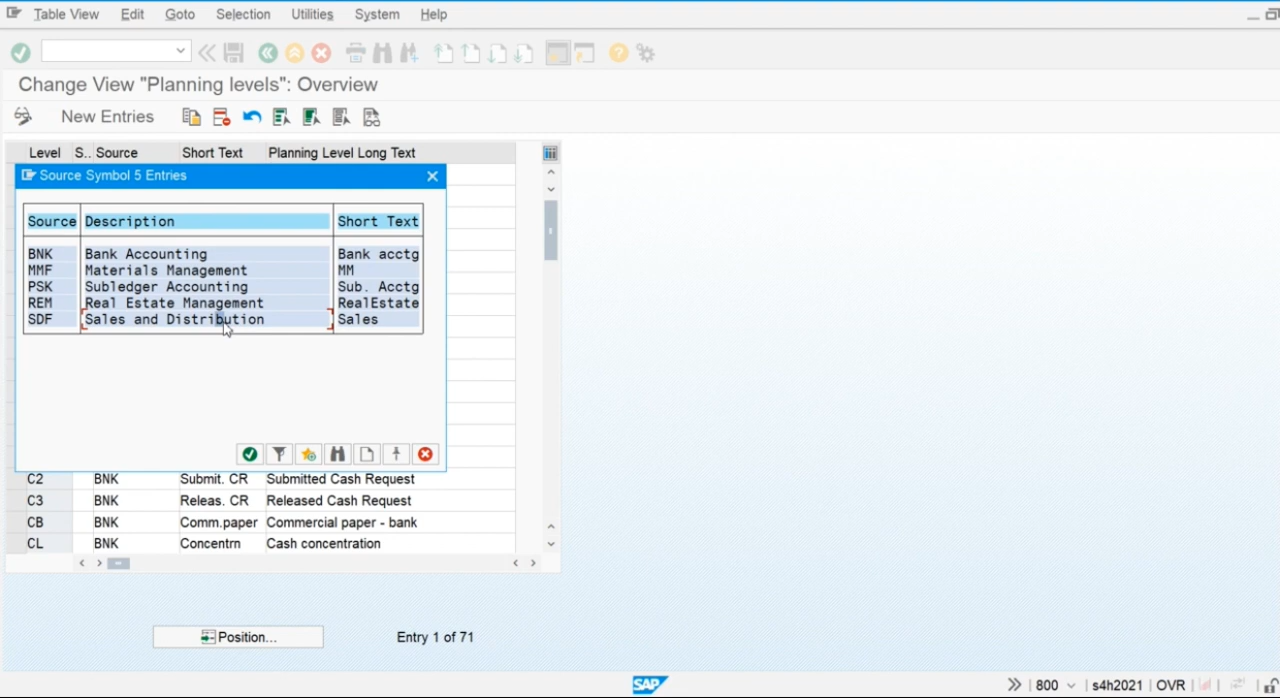 Table View Edit Goto Selection Utilities System Help
Change View "Planning levels": Overview
New Entries
Level S.. Source Short Text Planning Level Long Text
Source Symbol 5 Entries
Source Description Short Text
BNK Bank Accounting Bank acctg
MMF Materials Management MM
PSK Subledger Accounting Sub. Acctg
REM Real Estate Management RealEstate
SDF Sales and Distribution Sales
C2 BNK Submit. CR Submitted Cash Request
C3 BNK Releas. CR Released Cash Request
CB BNK Comm.paper Commercial paper - bank
CL BNK Concentrn Cash concentration
Position... Entry 1 of 71
SAP 800 s4h2021 OVR